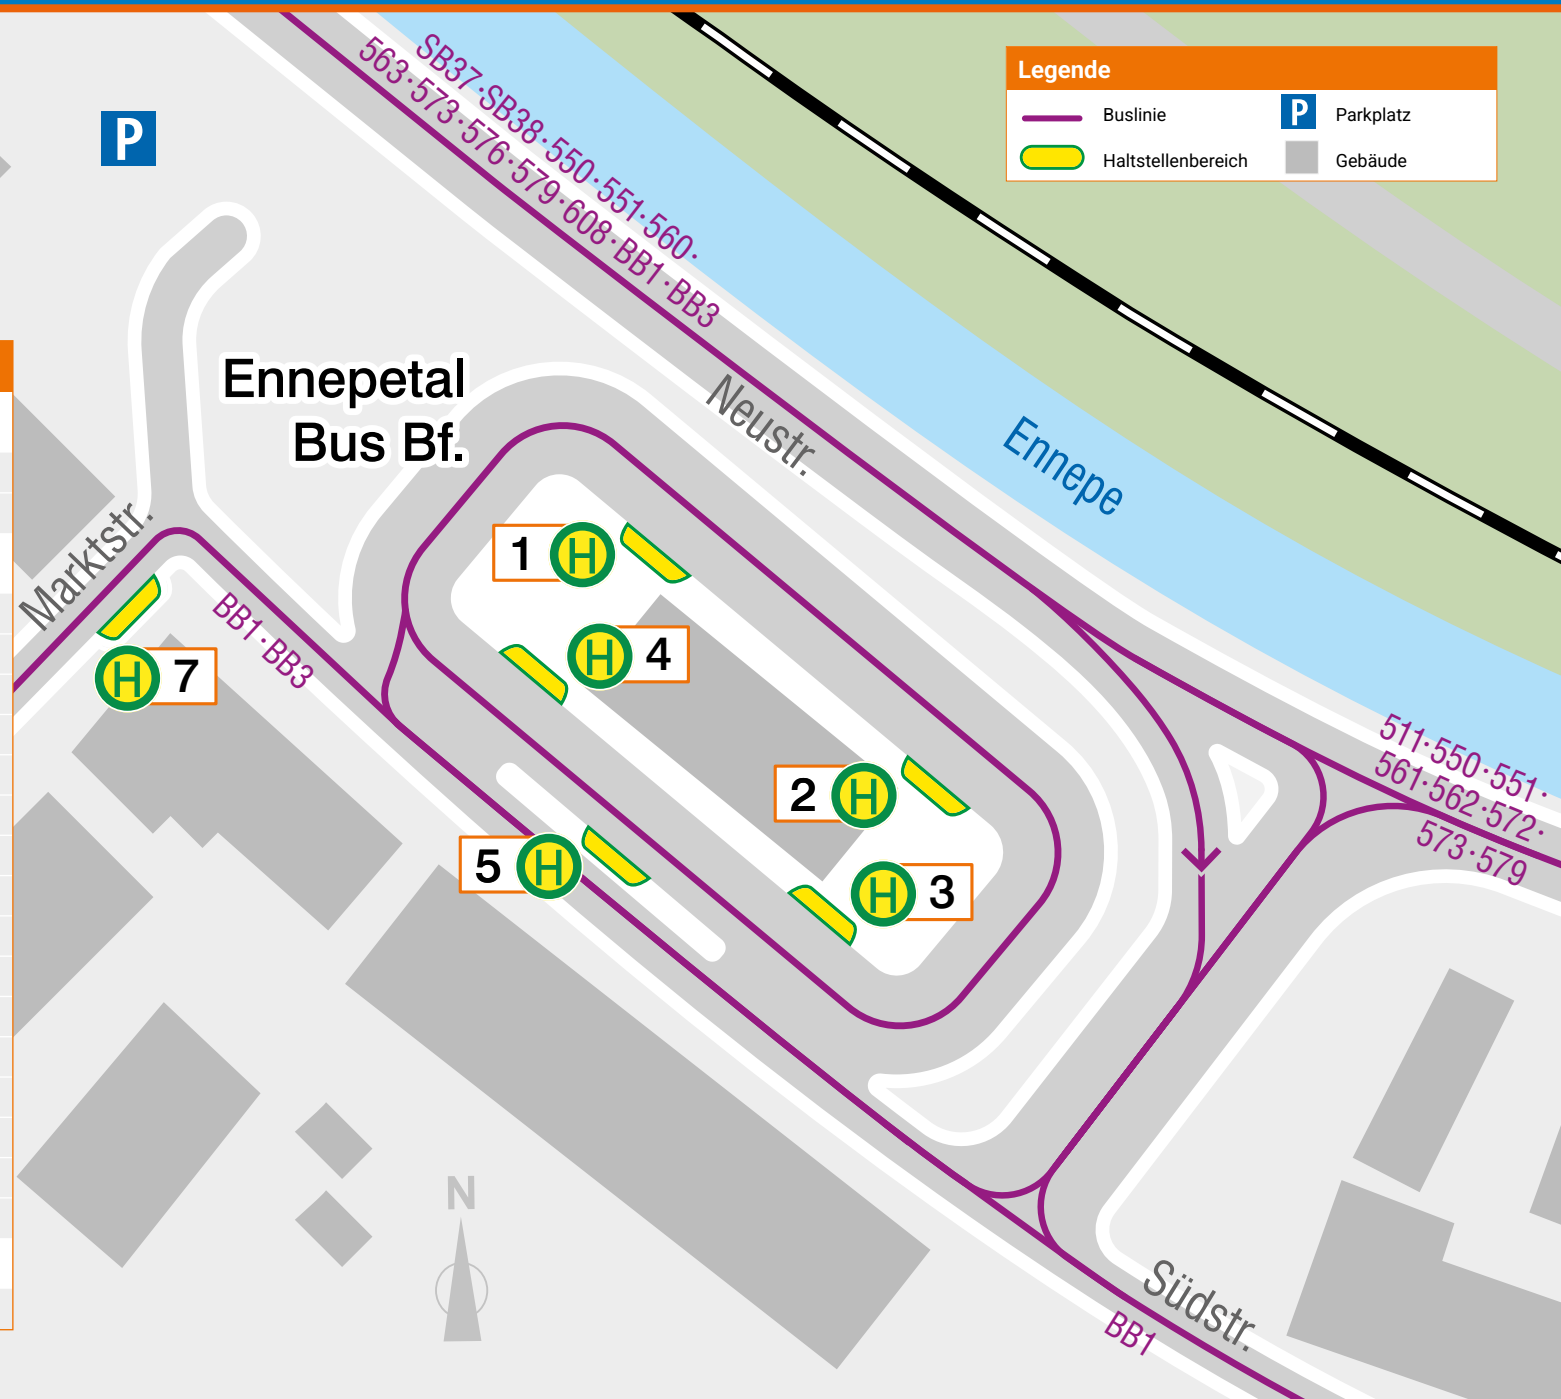 Legende
Buslinie
Parkplatz
Haltstellenbereich
Gebäude
P
P
SB37·SB38·550·551·560·
563·573·576·579·608·BB1·BB3
Neustr.
Ennepe
Ennepetal
Bus Bf.
Marktstr.
BB1·BB3
1 H
H 4
H 7
2 H
5 H
H 3
511·550·551·
561·562·572·
573·579
N
Südstr.
BB1